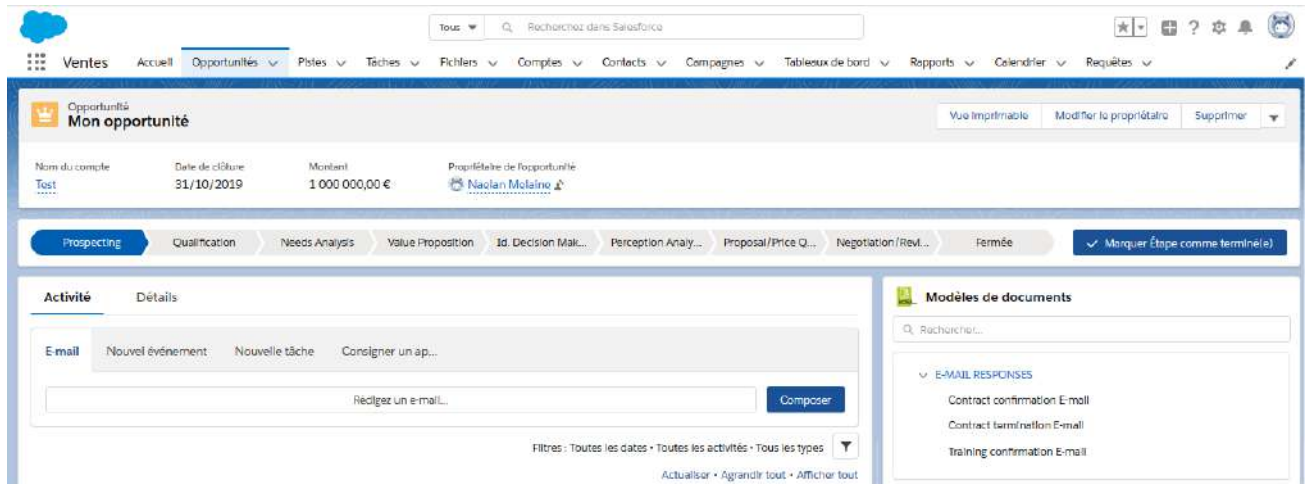 Tous
Recherchez dans Salesforce
Ventes Accueil Opportunités Pistes Tâches Fichiers Comptes Contacts Campagnes Tableaux de bord Rapports Calendrier Requêtes
Opportunité
Mon opportunité
Vue imprimable Modifier le propriétaire Supprimer
Nom du compte Date de clôture Montant Propriétaire de l'opportunité
Test 31/10/2019 1 000 000,00 € Naolan Molaine
Prospecting Qualification Needs Analysis Value Proposition Id. Decision Mak... Perception Analy... Proposal/Price Q... Negotiation/Revi... Fermée Marquer Étape comme terminé(e)
Activité Détails
Modèles de documents
Rechercher...
E-mail Nouvel événement Nouvelle tâche Consigner un ap...
E-MAIL RESPONSES
Rédigez un e-mail... Composer
Contract confirmation E-mail
Contract termination E-mail
Training confirmation E-mail
Filtres : Toutes les dates • Toutes les activités • Tous les types
Actualiser • Agrandir tout • Afficher tout